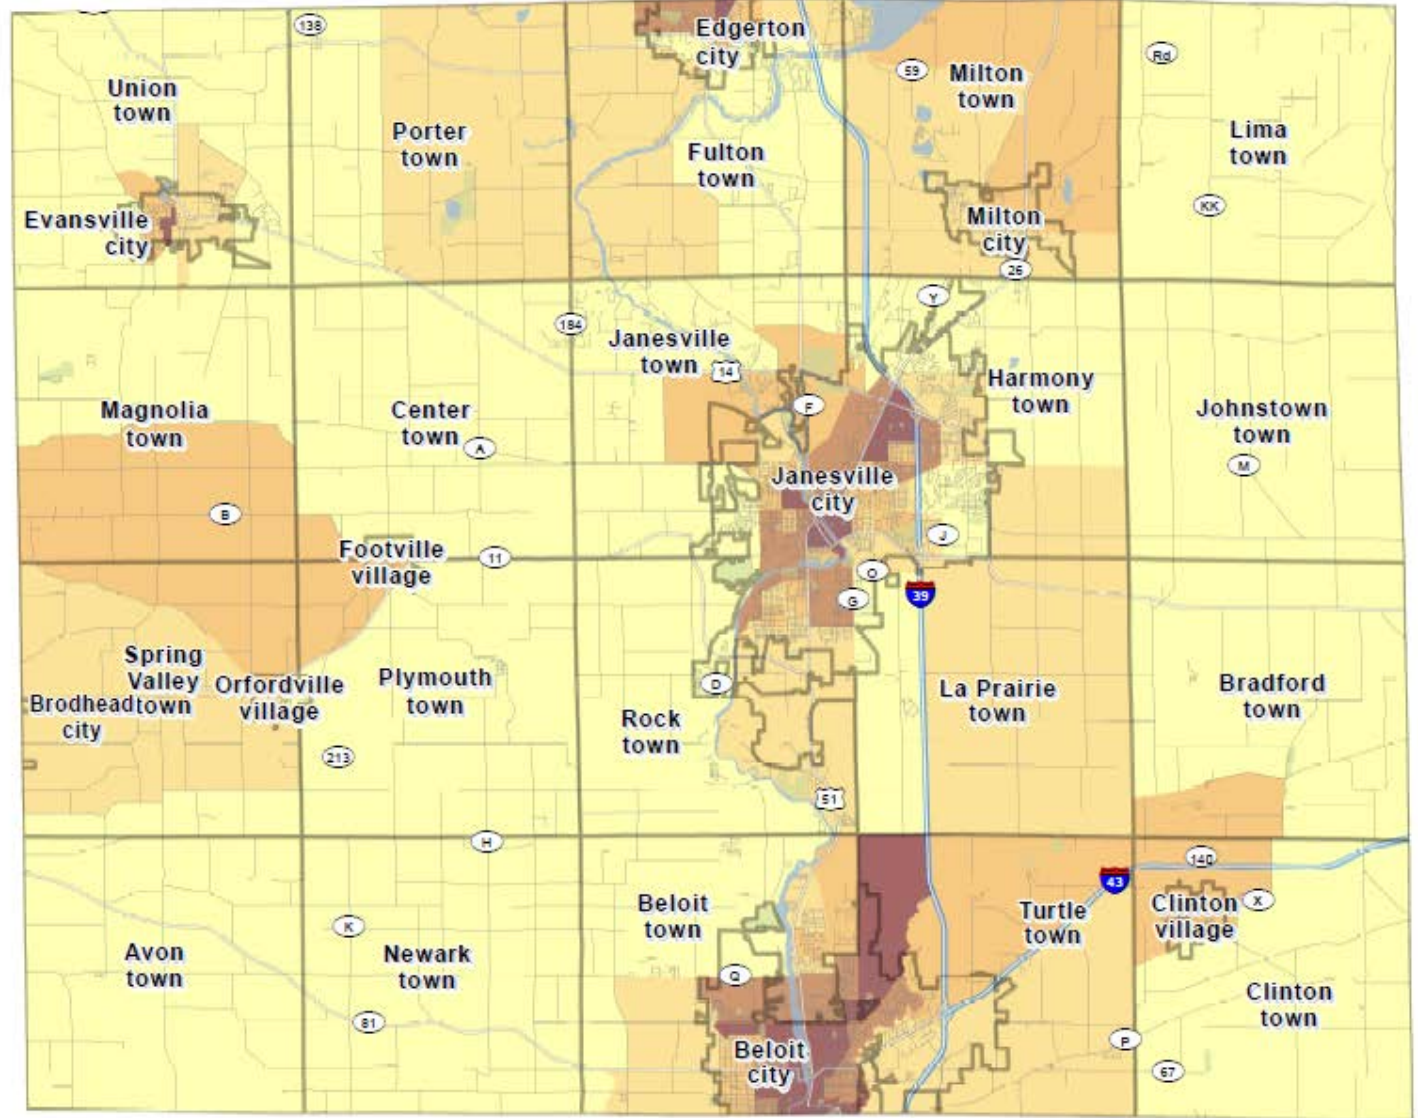 Edgerton
city
138
Rd
59
Union
town
Milton
town
Porter
town
Lima
town
Fulton
town
KK
Evansville
city
Milton
city
26
Y
184
Janesville
town
14
Harmony
town
Magnolia
town
Center
town
F
Johnstown
town
A
M
Janesville
city
B
J
Footville
village
11
O
39
G
Spring
Valley
town
Orfordville
village
Plymouth
town
D
La Prairie
town
Bradford
town
Brodhead
city
Rock
town
213
51
H
140
43
Clinton
village
X
Beloit
town
Turtle
town
K
Avon
town
Newark
town
Q
Clinton
town
81
P
Beloit
city
67